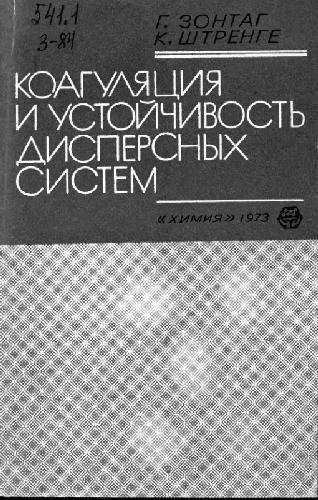 541.1
З-84
Г. ЗОНТАГ
К. ШТРЕНГЕ
КОАГУЛЯЦИЯ
И УСТОЙЧИВОСТЬ
ДИСПЕРСНЫХ
СИСТЕМ
«ХИМИЯ» 1973